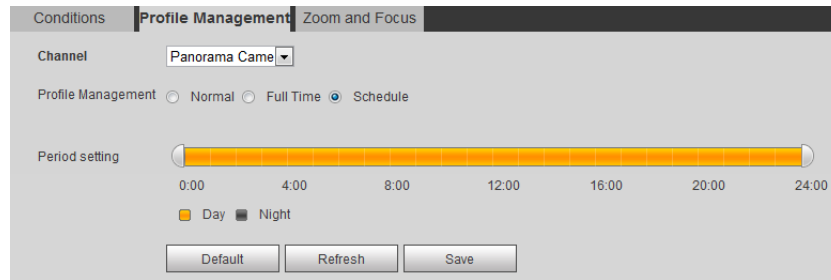 Conditions Profile Management Zoom and Focus
Channel Panorama Came
Profile Management Normal Full Time Schedule
Period setting
0:00 4:00 8:00 12:00 16:00 20:00 24:00
Day Night
Default Refresh Save